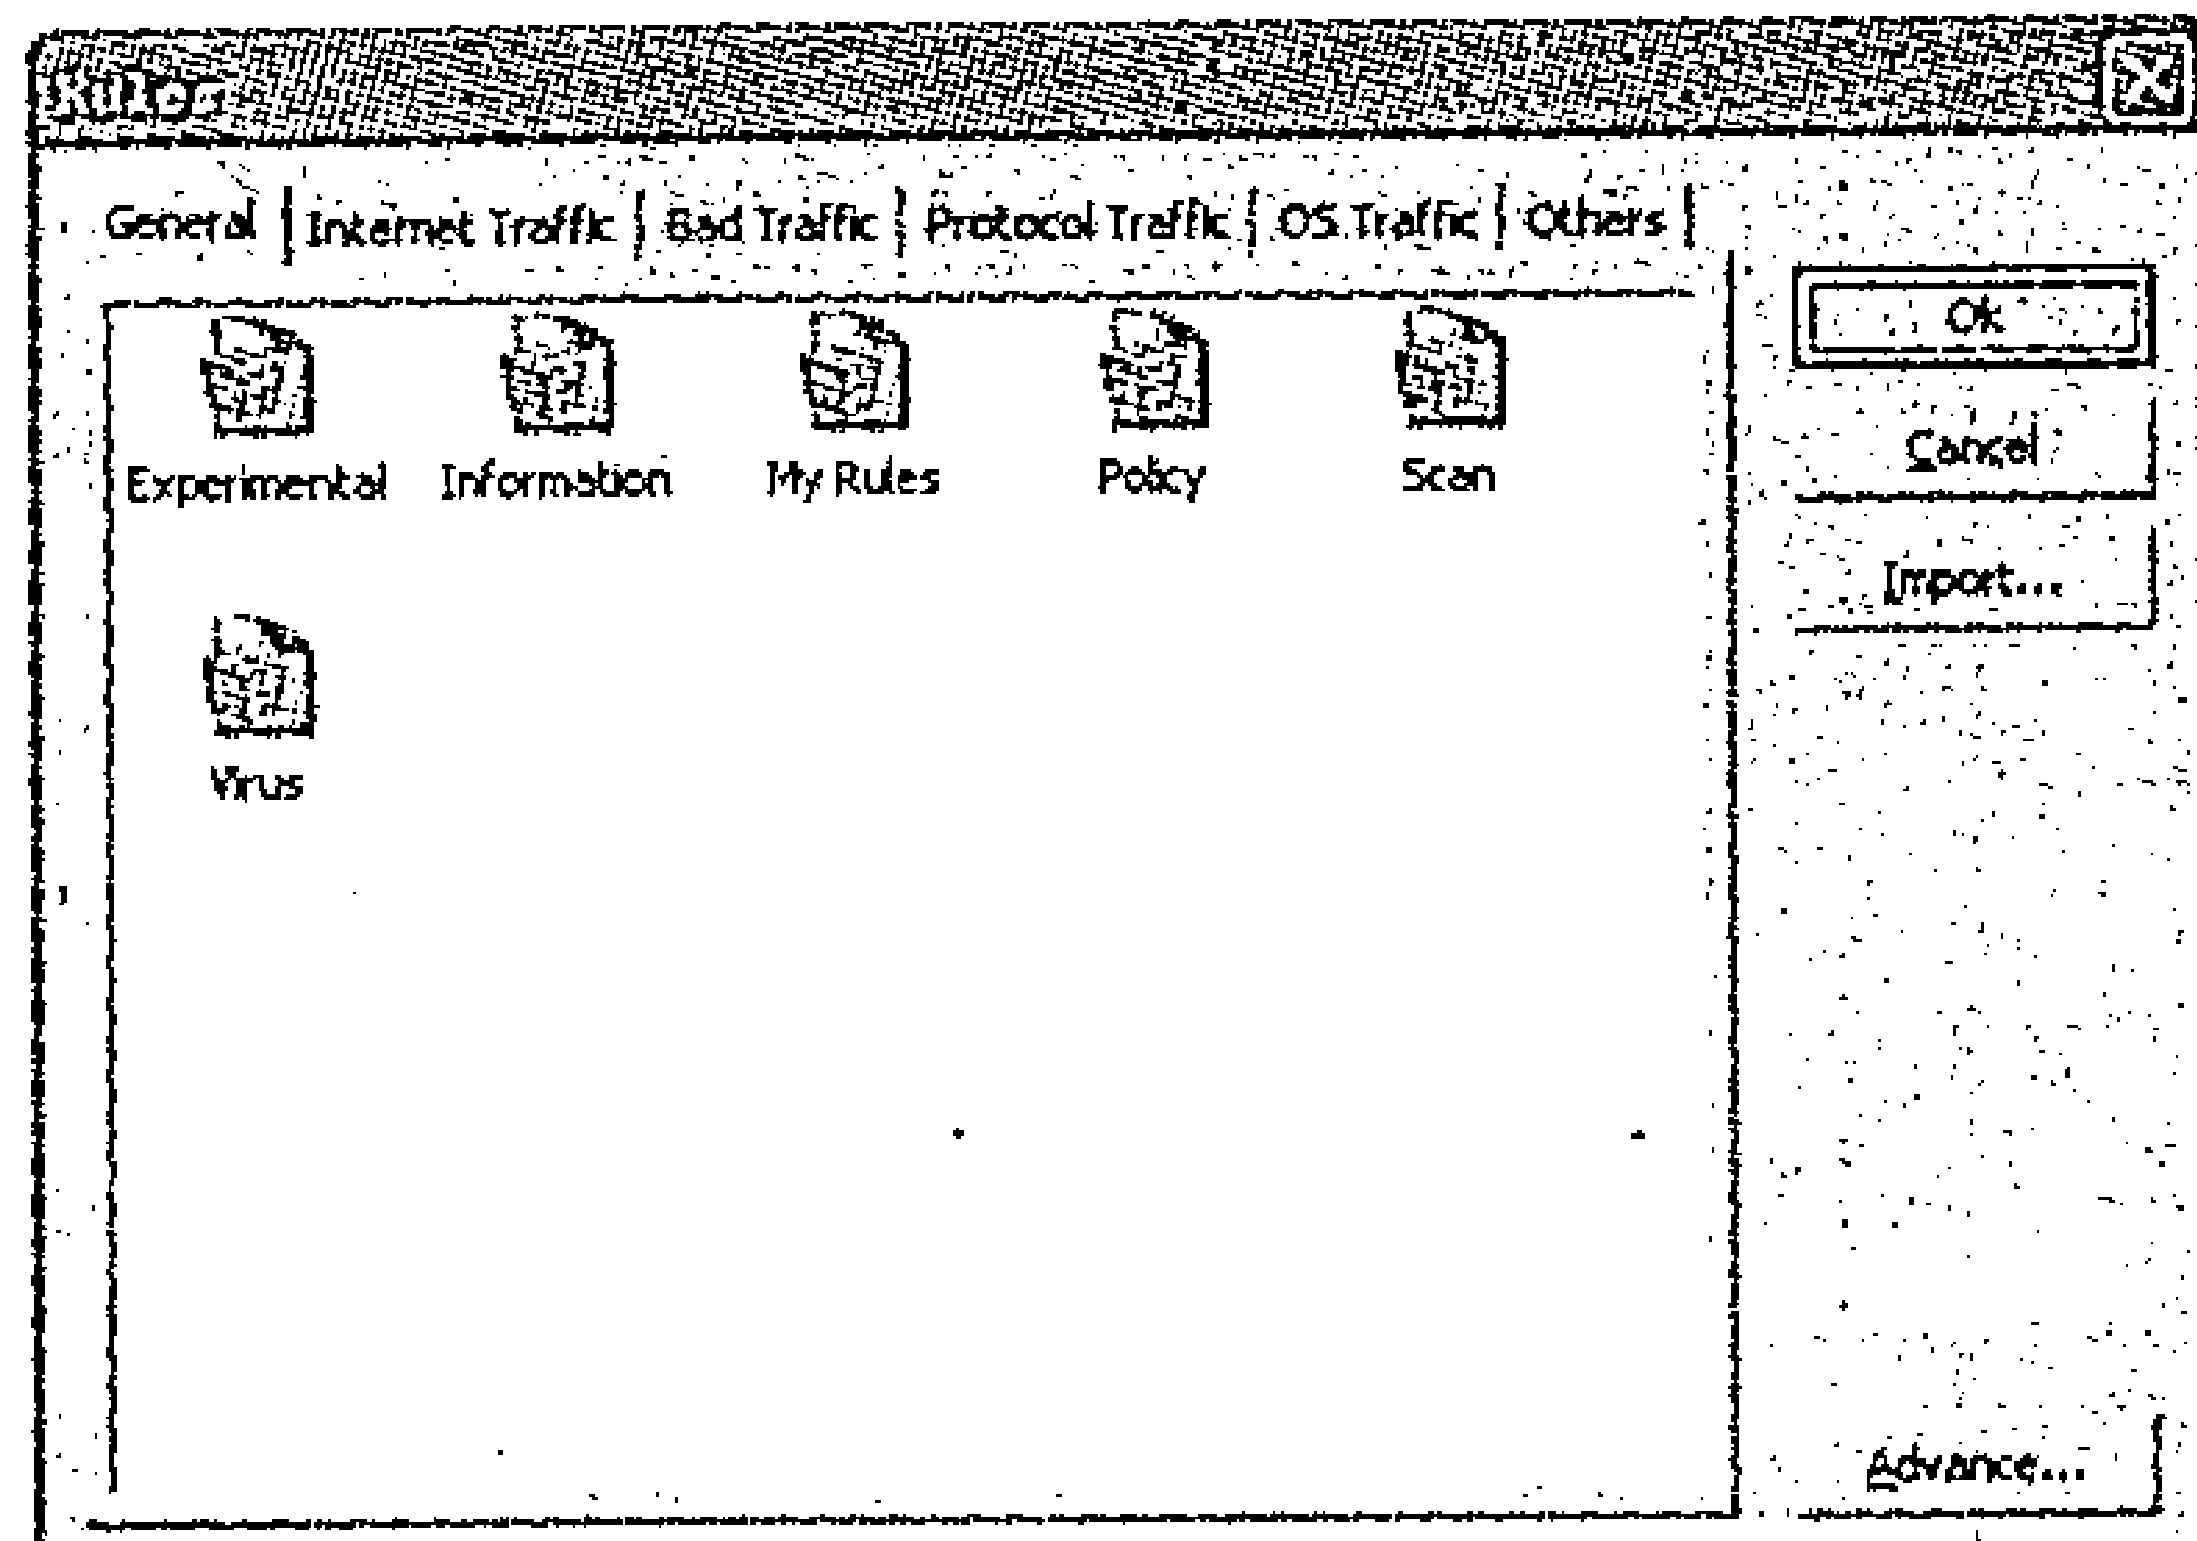 Rules
General Internet Traffic Bad Traffic Protocol Traffic OS Traffic Others
Ok
Cancel
Import...
Experimental Information My Rules Policy Scan
Virus
Advance...